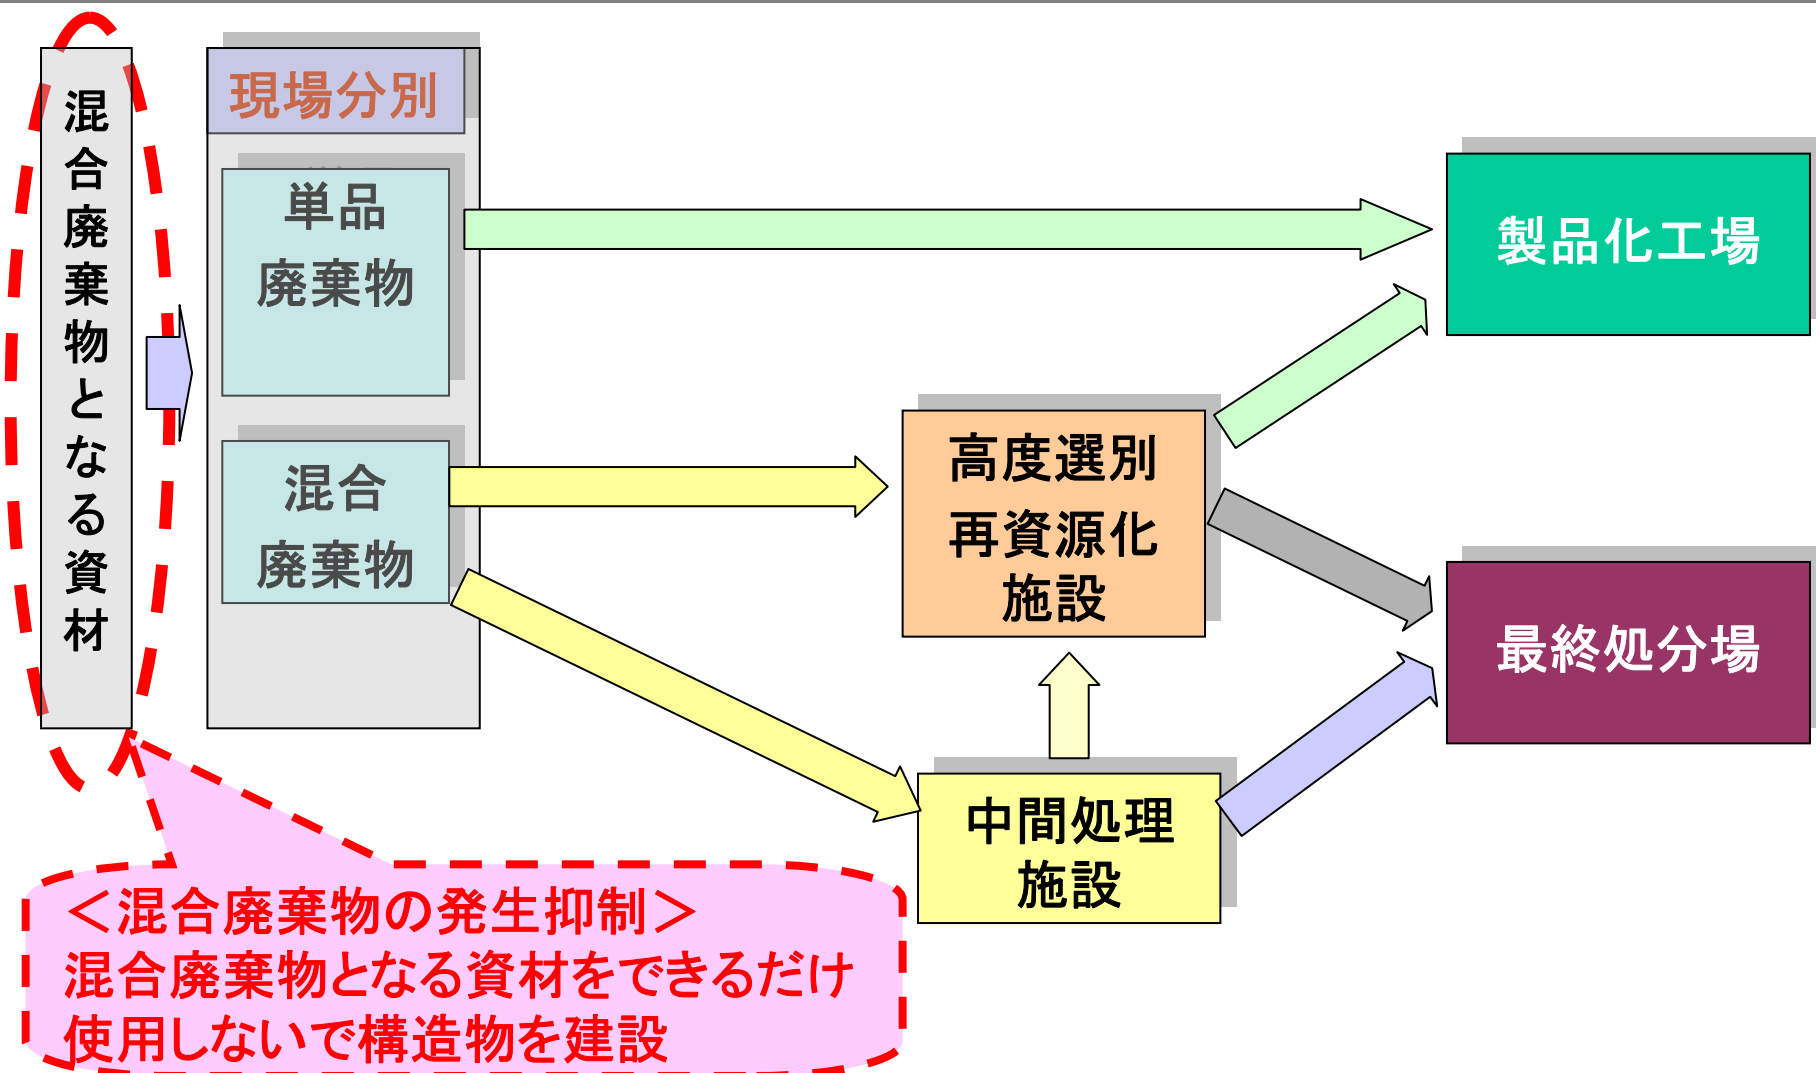 混合廃棄物となる資材
現場分別
単品
廃棄物
混合
廃棄物
製品化工場
高度選別
再資源化
施設
最終処分場
中間処理
施設
＜混合廃棄物の発生抑制＞
混合廃棄物となる資材をできるだけ
使用しないで構造物を建設